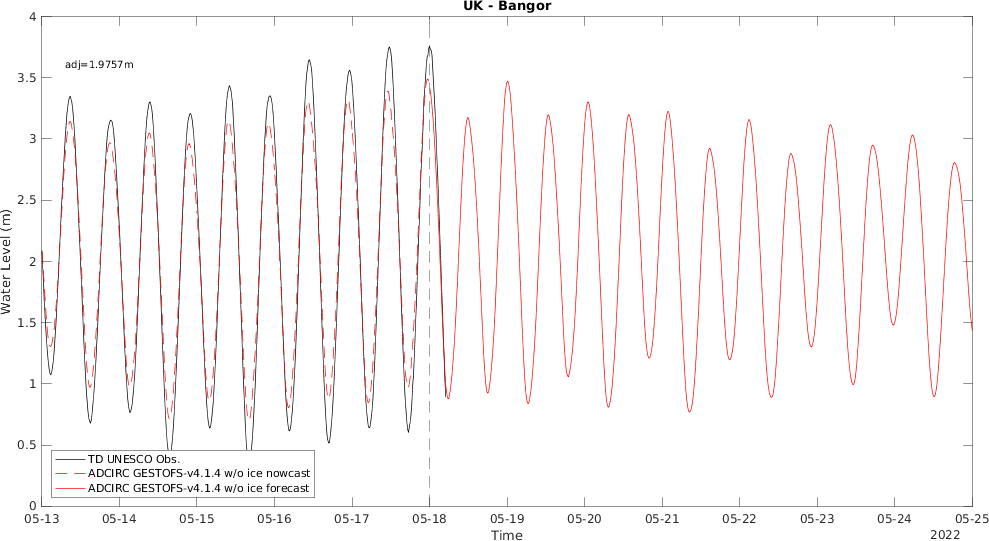 UK - Bangor
adj=1.9757m
Water Level (m)
4
3.5
3
2.5
2
1.5
1
0.5
0
TD UNESCO Obs.
ADCIRC GESTOFS-v4.1.4 w/o ice nowcast
ADCIRC GESTOFS-v4.1.4 w/o ice forecast
05-13 05-14 05-15 05-16 05-17 05-18 05-19 05-20 05-21 05-22 05-23 05-24 05-25
Time
2022